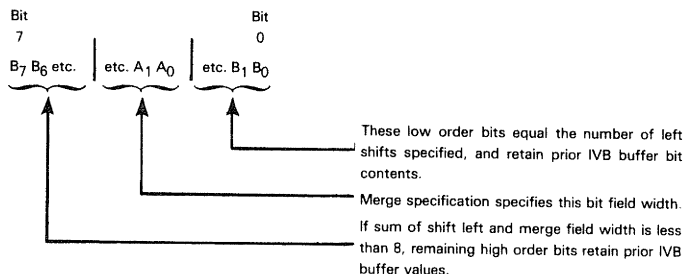 Bit Bit
7 0
B7 B6 etc. etc. A1 A0 etc. B1 B0
These low order bits equal the number of left
shifts specified, and retain prior IVB buffer bit
contents.
Merge specification specifies this bit field width.
If sum of shift left and merge field width is less
than 8, remaining high order bits retain prior IVB
buffer values.